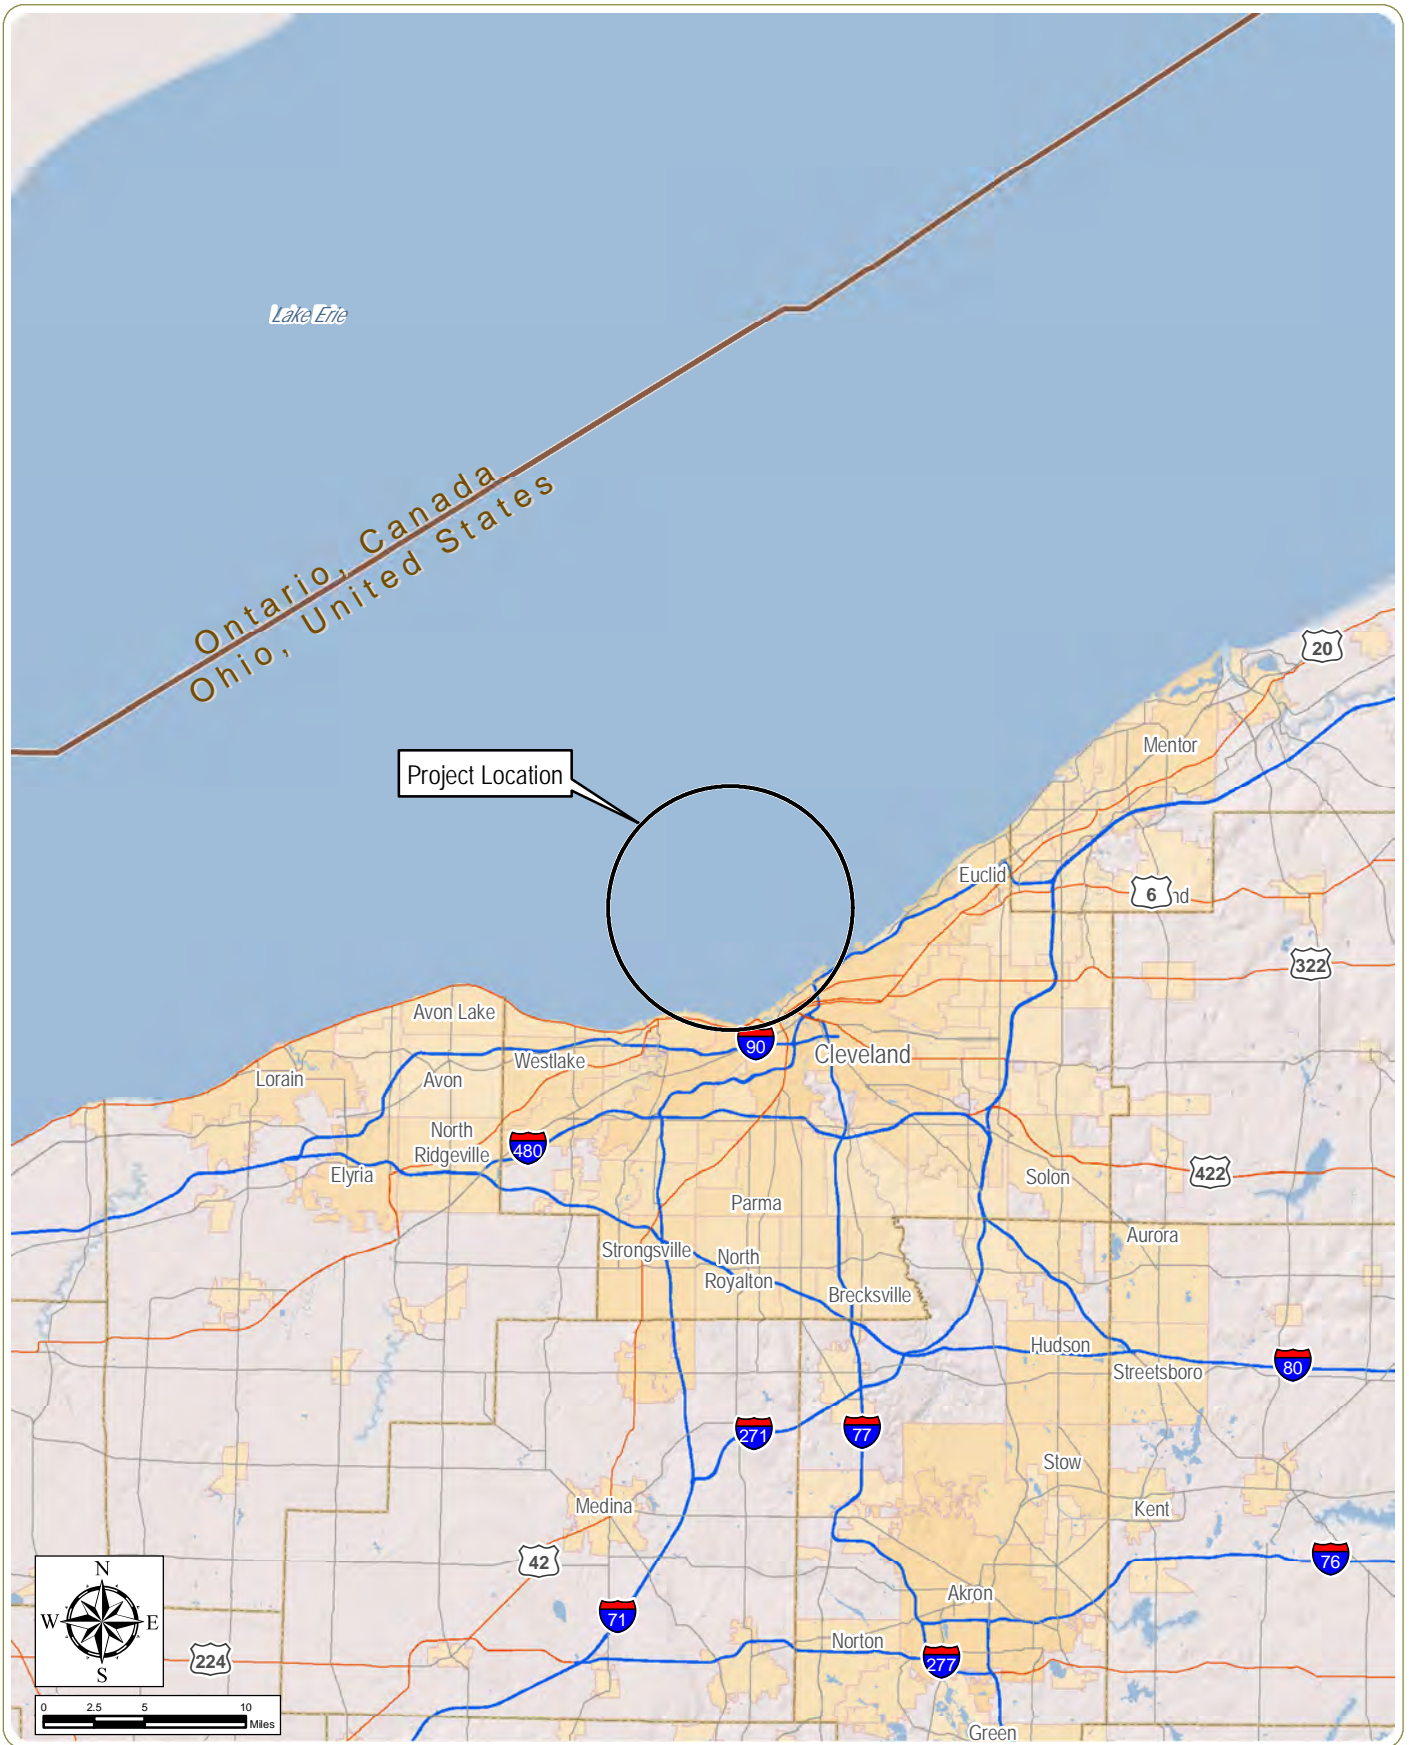 Lake Erie
Ontario, Canada
Ohio, United States
20
Mentor
Project Location
Euclid
6
nd
322
Avon Lake
90
Cleveland
Westlake
Lorain
Avon
North
Ridgeville
480
Elyria
422
Solon
Parma
Aurora
Strongsville
North
Royalton
Brecksville
Hudson
Streetsboro
80
271
77
Stow
Medina
Kent
42
76
N
W
E
S
Akron
71
Norton
224
277
0
2.5
5
10
Miles
Green